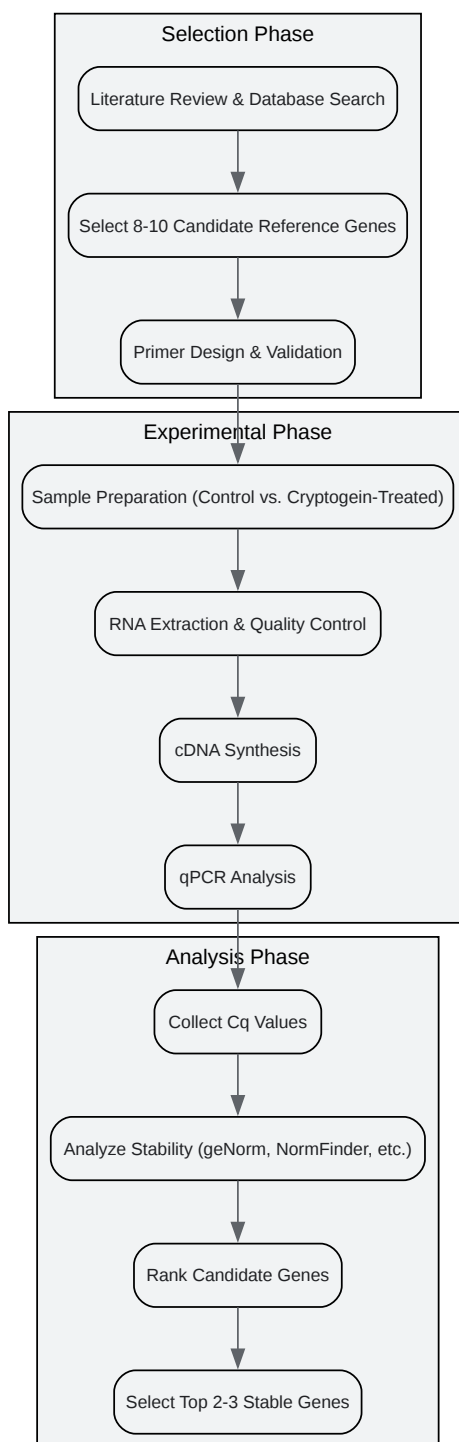 Selection Phase
Literature Review & Database Search
Select 8-10 Candidate Reference Genes
Primer Design & Validation
Experimental Phase
Sample Preparation (Control vs. Cryptogein-Treated)
RNA Extraction & Quality Control
cDNA Synthesis
qPCR Analysis
Analysis Phase
Collect Cq Values
Analyze Stability (geNorm, NormFinder, etc.)
Rank Candidate Genes
Select Top 2-3 Stable Genes